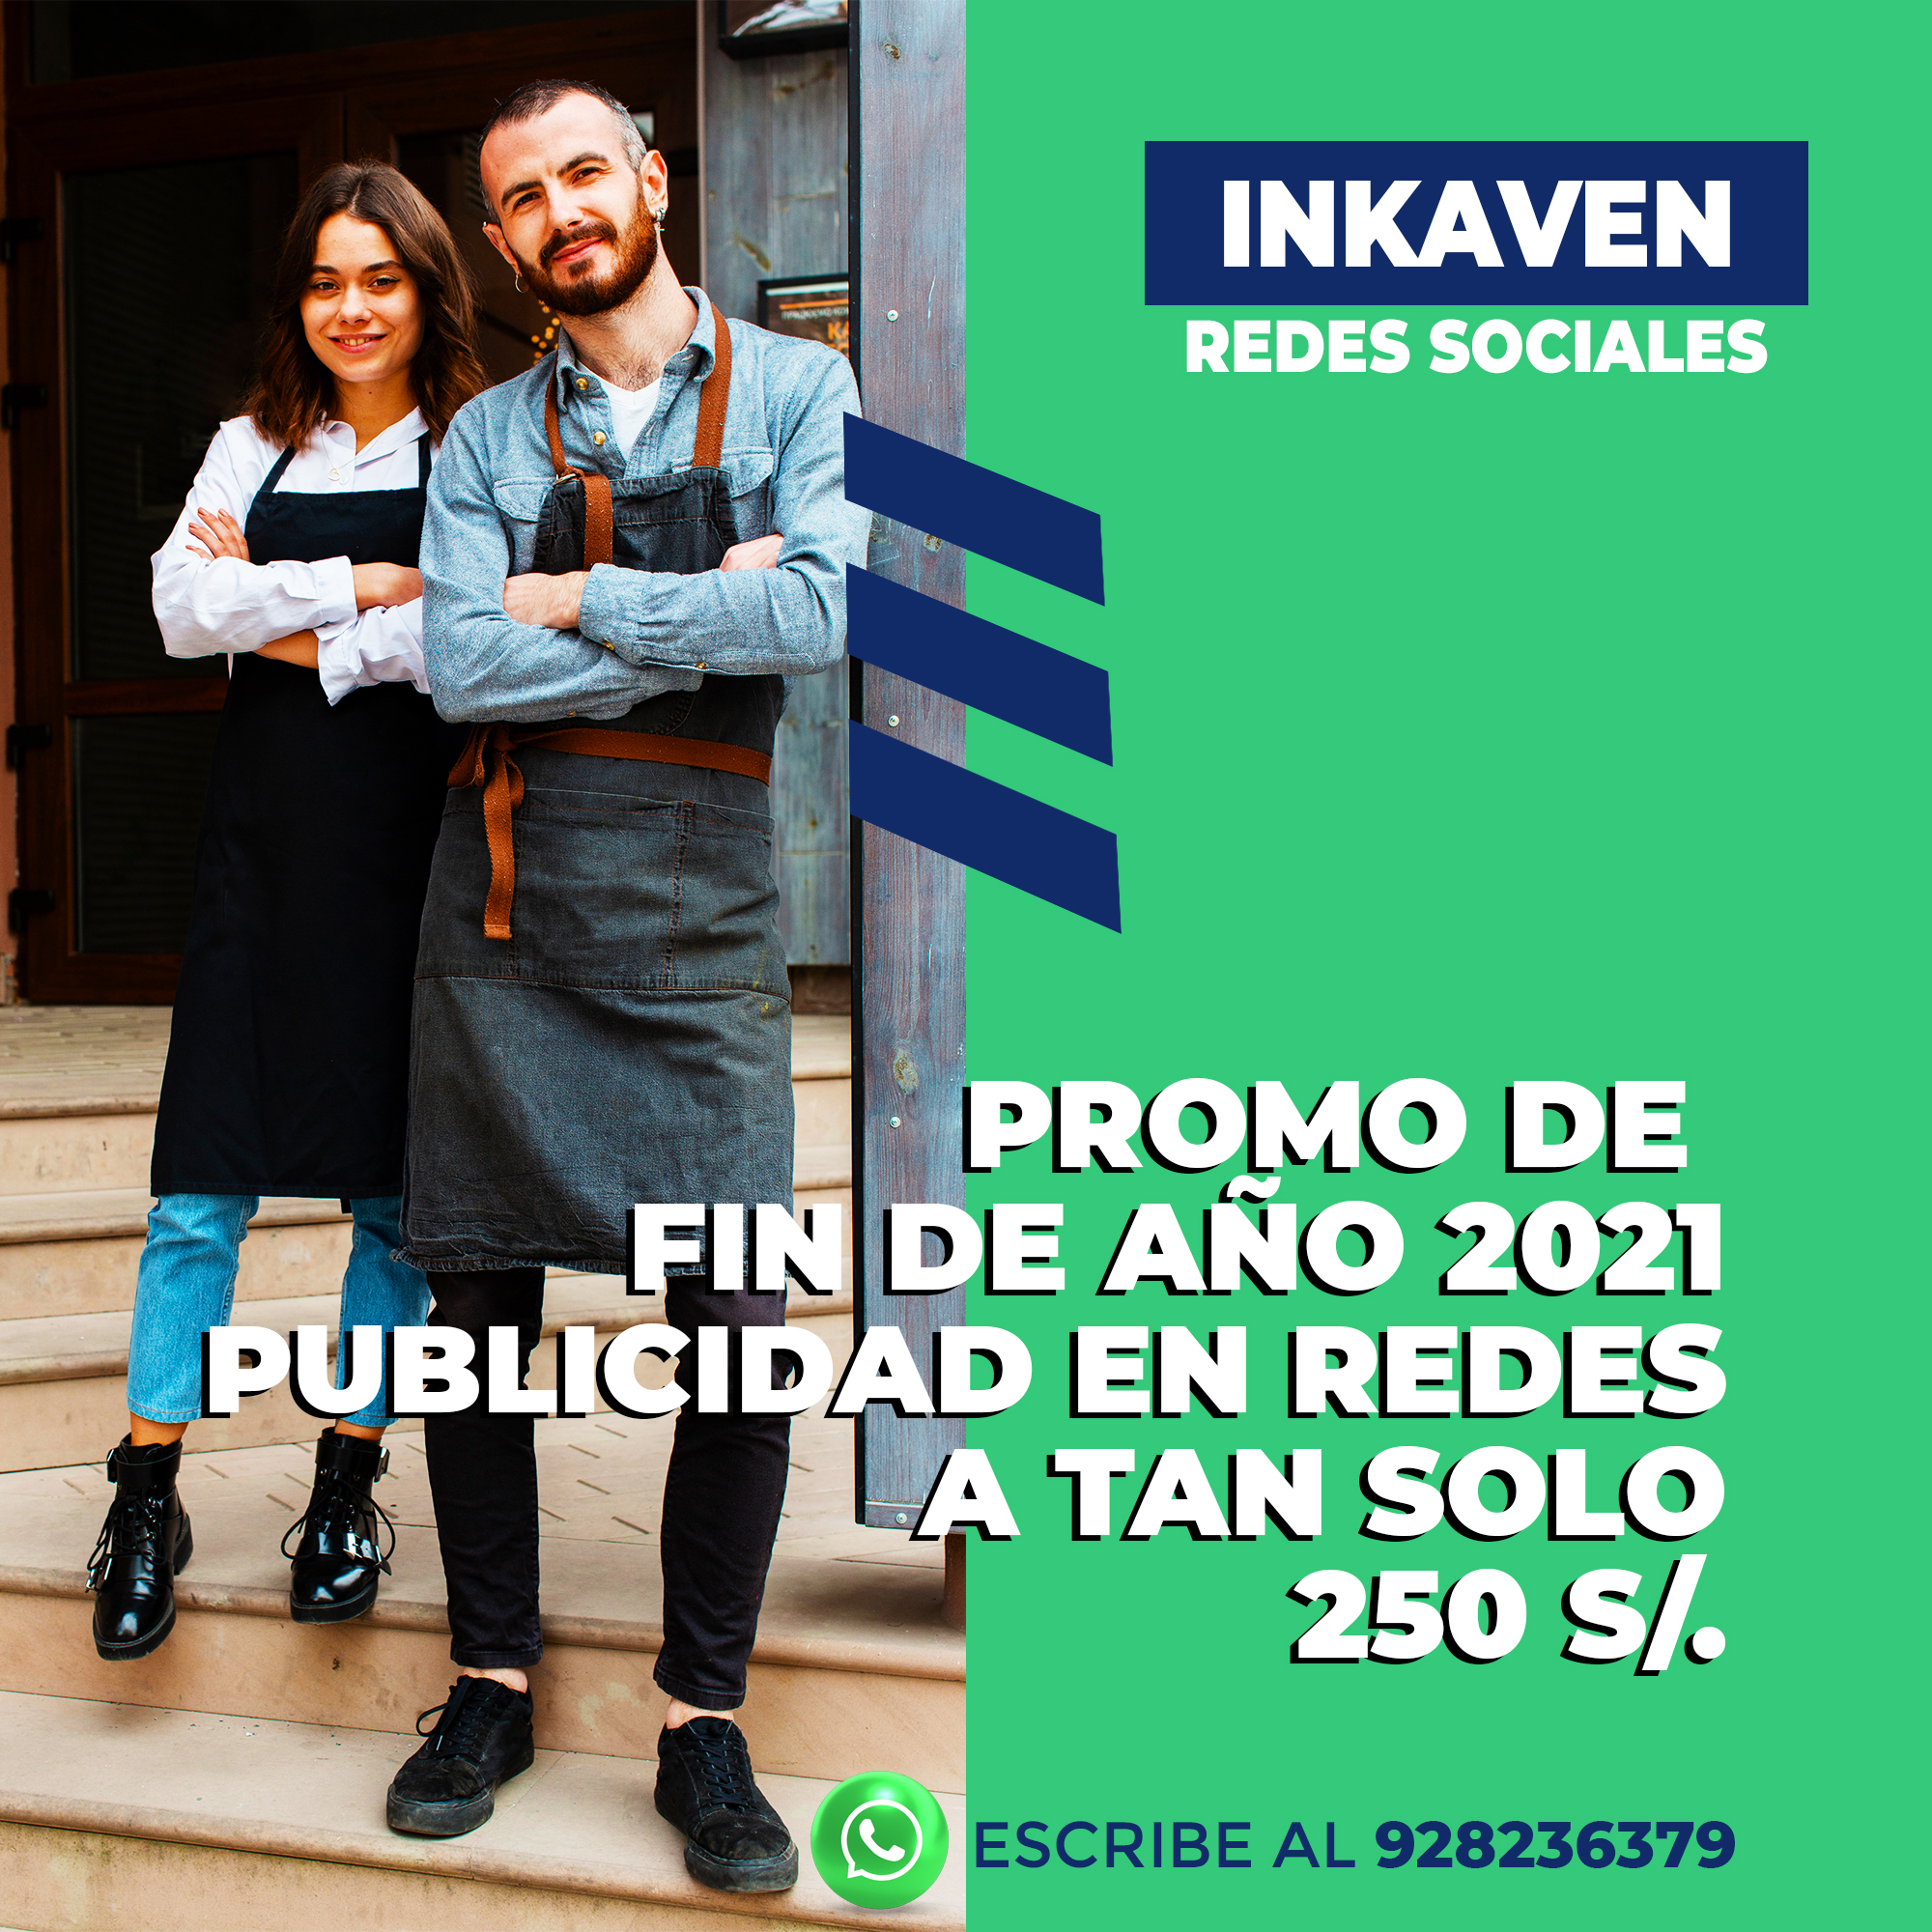 INKAVEN
REDES SOCIALES
PROMO DE
FIN DE AÑO 2021
PUBLICIDAD EN REDES
A TAN SOLO
250 S/.
ESCRIBE AL 928236379